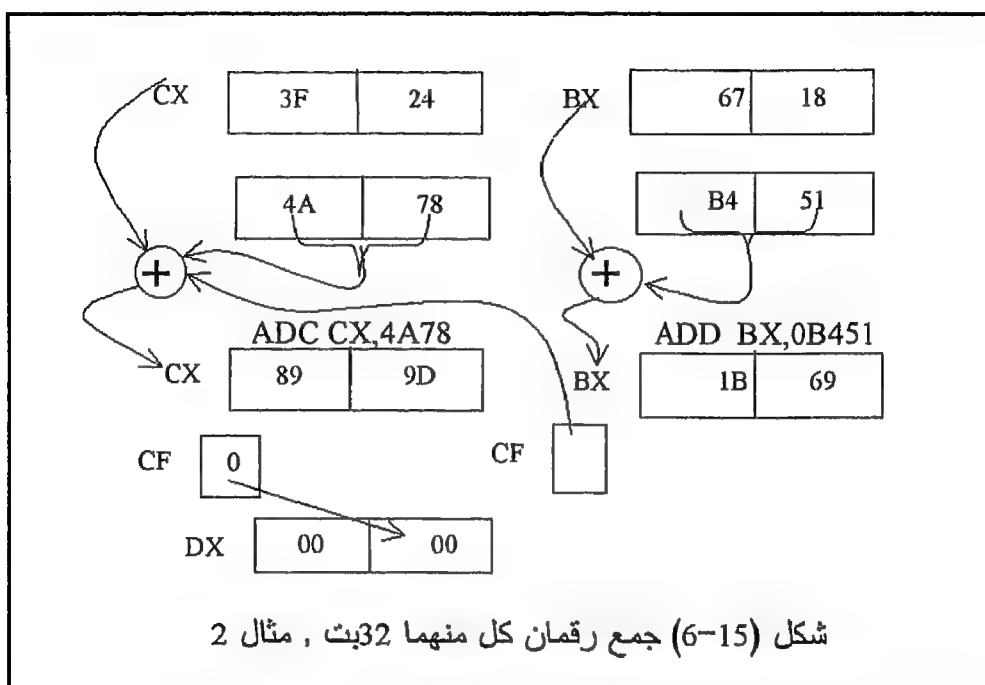 CX 3F 24 BX 67 18
4A 78 B4 51
+ +
ADC CX,4A78 ADD BX,0B451
CX 89 9D BX 1B 69
CF 0 CF
DX 00 00
شكل (15-6) جمع رقمان كل منهما 32بت , مثال 2